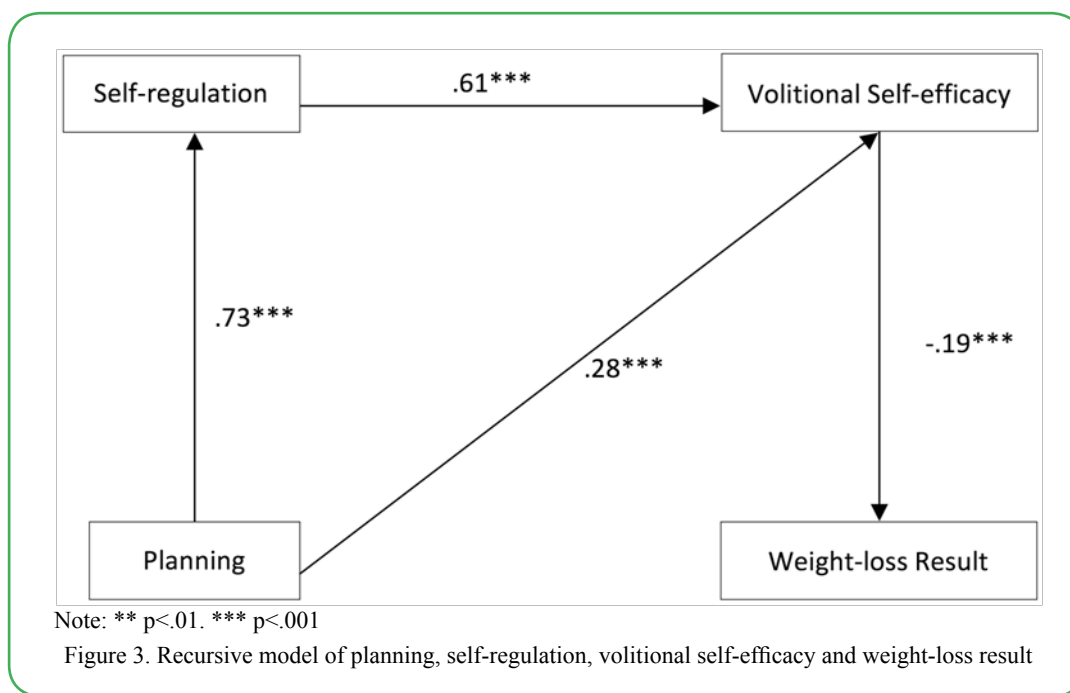 Self-regulation
.61***
Volitional Self-efficacy
.73***
.28***
-.19***
Planning
Weight-loss Result
Note: ** p<.01. *** p<.001
Figure 3. Recursive model of planning, self-regulation, volitional self-efficacy and weight-loss result